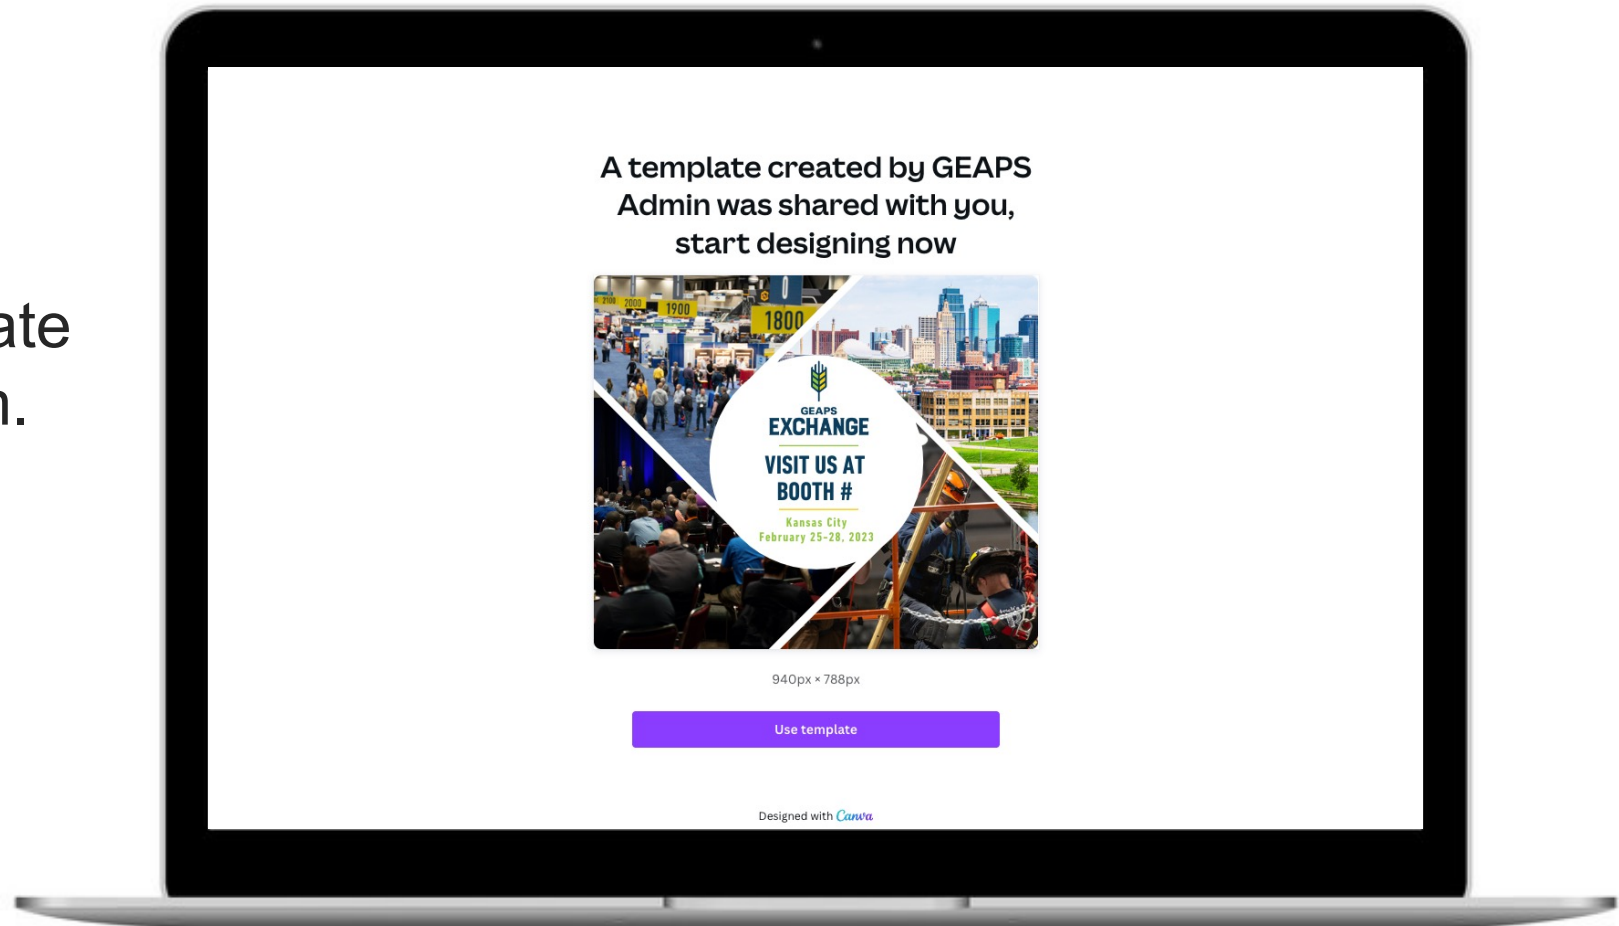 ate
n.
A template created by GEAPS
Admin was shared with you,
start designing now
2100
2000
1900
1800
GEAPS
EXCHANGE
VISIT US AT
BOOTH #
Kansas City
February 25-28, 2023
940px × 788px
Use template
Designed with Canva